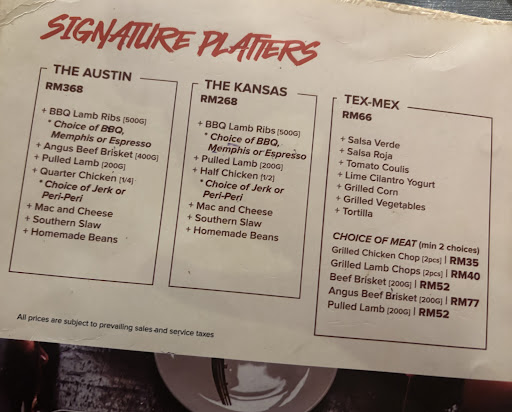 SIGNATURE PLATTERS
THE AUSTIN
RM368
+ BBQ Lamb Ribs [500G]
* Choice of BBQ,
Memphis or Espresso
+ Angus Beef Brisket [400G]
+ Pulled Lamb [200G]
+ Quarter Chicken [1/4]
* Choice of Jerk or
Peri-Peri
+ Mac and Cheese
+ Southern Slaw
+ Homemade Beans
THE KANSAS
RM268
+ BBQ Lamb Ribs [500G]
* Choice of BBQ,
Memphis or Espresso
+ Pulled Lamb [200G]
+ Half Chicken [1/2]
* Choice of Jerk or
Peri-Peri
+ Mac and Cheese
+ Southern Slaw
+ Homemade Beans
TEX-MEX
RM66
+ Salsa Verde
+ Salsa Roja
+ Tomato Coulis
+ Lime Cilantro Yogurt
+ Grilled Corn
+ Grilled Vegetables
+ Tortilla
CHOICE OF MEAT (min 2 choices)
Grilled Chicken Chop [2pcs] | RM35
Grilled Lamb Chops [2pcs] | RM40
Beef Brisket [200G] | RM52
Angus Beef Brisket [200G] | RM77
Pulled Lamb [200G] | RM52
All prices are subject to prevailing sales and service taxes